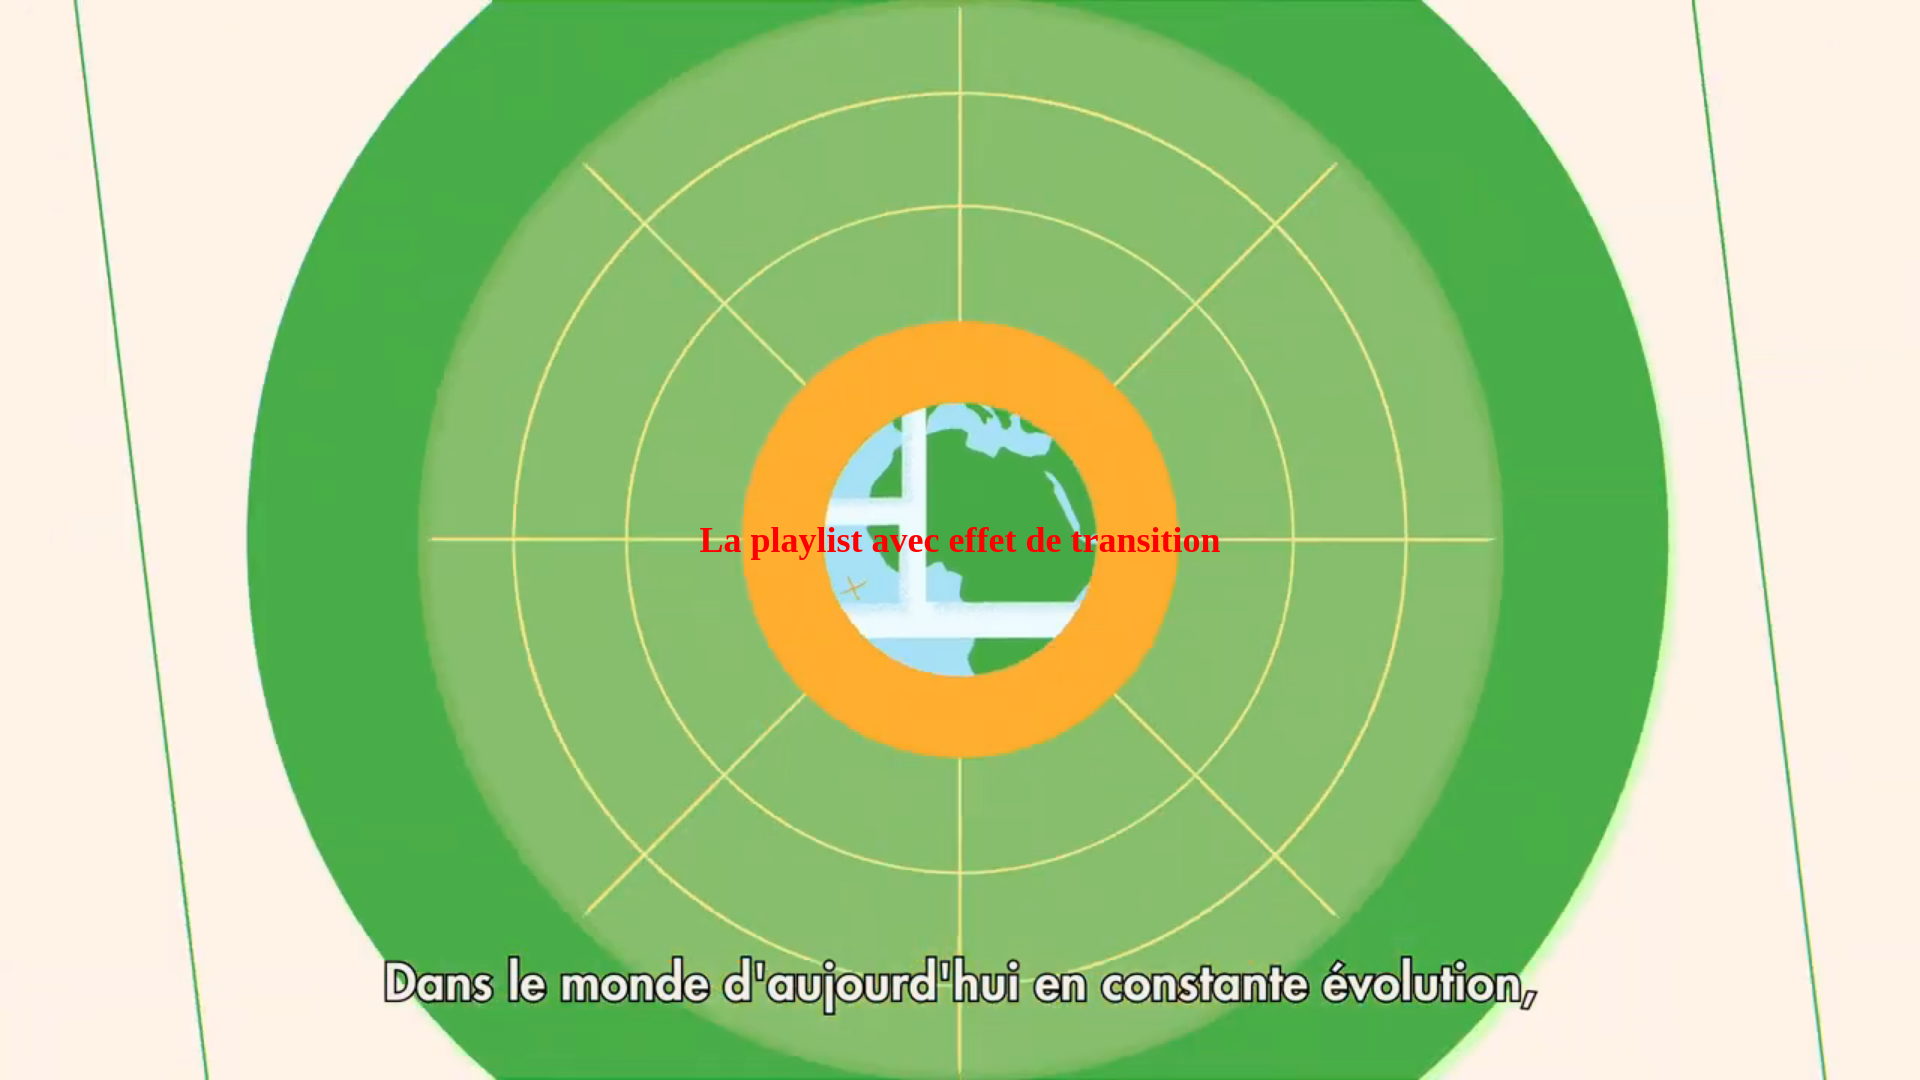 La playlist avec effet de transition
Dans le monde d'aujourd'hui en constante évolution,